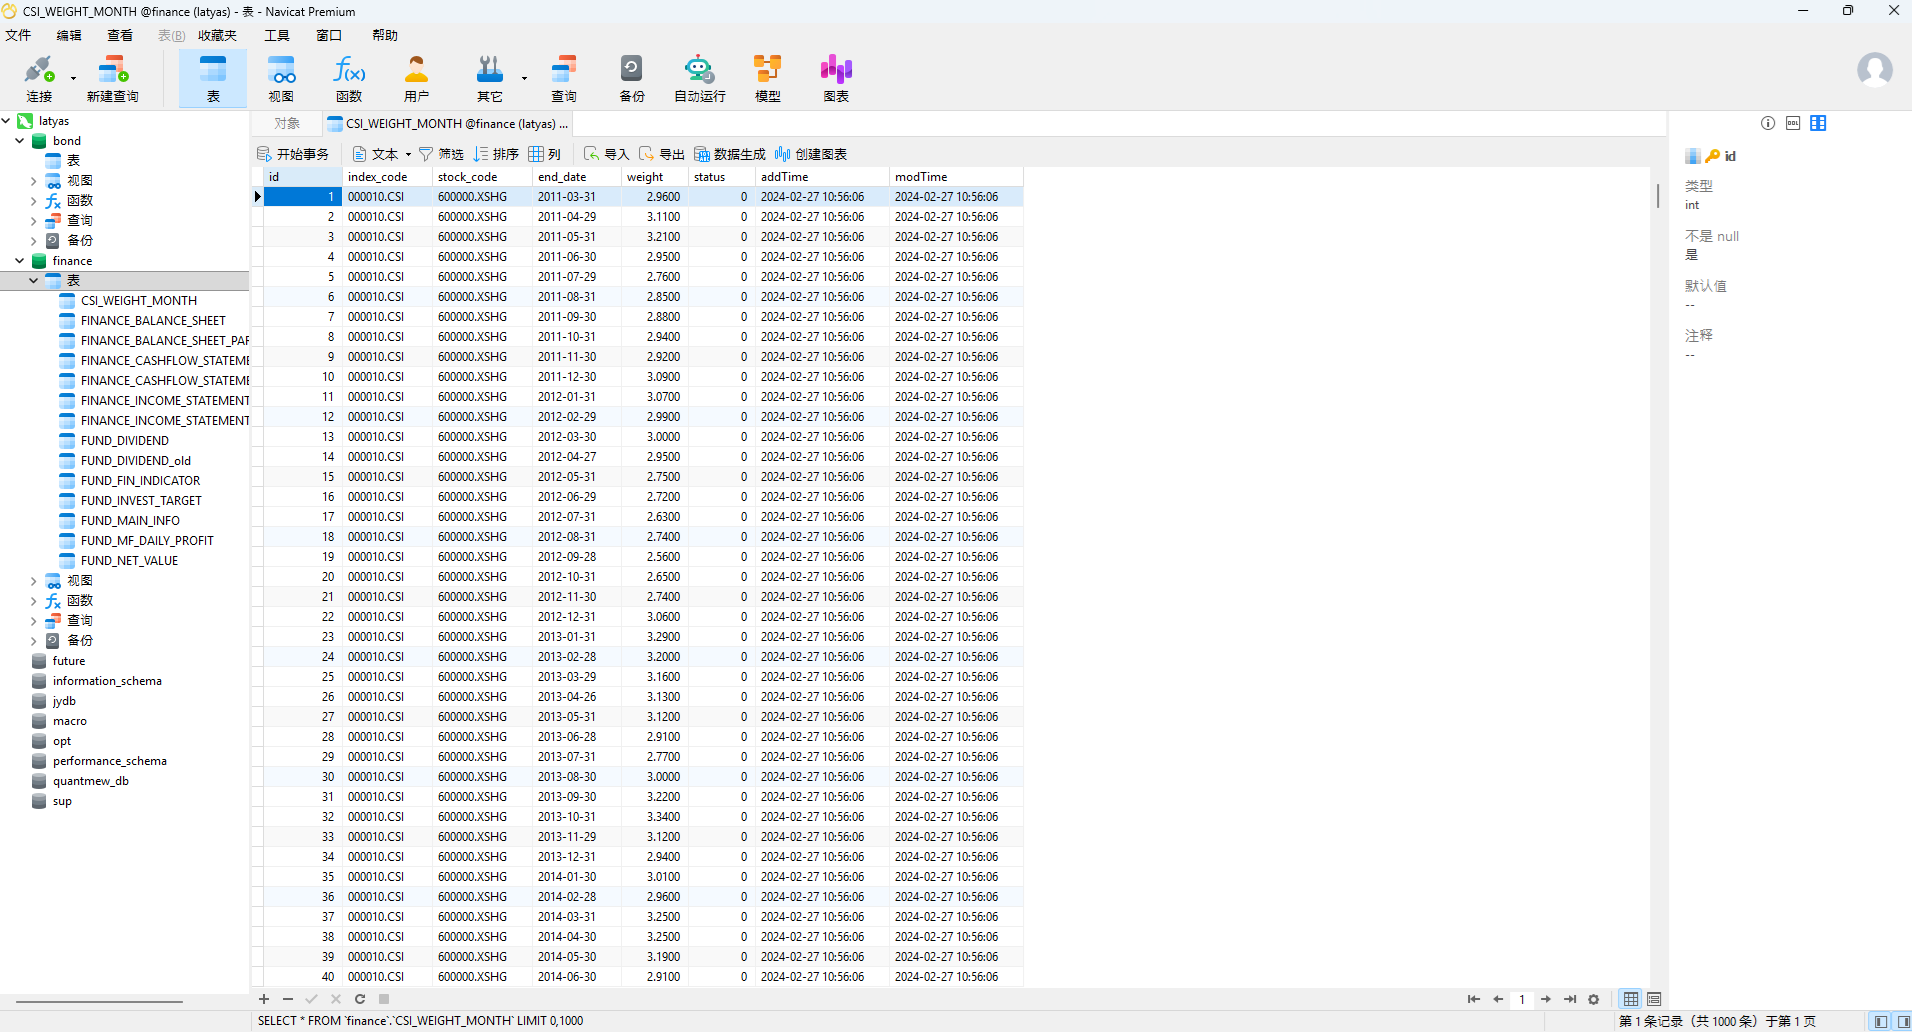 CSI_WEIGHT_MONTH @finance (latyas) - 表 - Navicat Premium
文件 编辑 查看 表(B) 收藏夹 工具 窗口 帮助
连接 新建查询 表 视图 函数 用户 其它 查询 备份 自动运行 模型 图表
latyas
bond
表
视图
函数
查询
备份
finance
表
CSI_WEIGHT_MONTH
FINANCE_BALANCE_SHEET
FINANCE_BALANCE_SHEET_PAR
FINANCE_CASHFLOW_STATEME
FINANCE_CASHFLOW_STATEME
FINANCE_INCOME_STATEMENT
FINANCE_INCOME_STATEMENT
FUND_DIVIDEND
FUND_DIVIDEND_old
FUND_FIN_INDICATOR
FUND_INVEST_TARGET
FUND_MAIN_INFO
FUND_MF_DAILY_PROFIT
FUND_NET_VALUE
视图
函数
查询
备份
future
information_schema
jydb
macro
opt
performance_schema
quantmew_db
sup
对象 CSI_WEIGHT_MONTH @finance (latyas) ...
开始事务 文本 筛选 排序 列 导入 导出 数据生成 创建图表
id index_code stock_code end_date weight status addTime modTime
1 000010.CSI 600000.XSHG 2011-03-31 2.9600 0 2024-02-27 10:56:06 2024-02-27 10:56:06
2 000010.CSI 600000.XSHG 2011-04-29 3.1100 0 2024-02-27 10:56:06 2024-02-27 10:56:06
3 000010.CSI 600000.XSHG 2011-05-31 3.2100 0 2024-02-27 10:56:06 2024-02-27 10:56:06
4 000010.CSI 600000.XSHG 2011-06-30 2.9500 0 2024-02-27 10:56:06 2024-02-27 10:56:06
5 000010.CSI 600000.XSHG 2011-07-29 2.7600 0 2024-02-27 10:56:06 2024-02-27 10:56:06
6 000010.CSI 600000.XSHG 2011-08-31 2.8500 0 2024-02-27 10:56:06 2024-02-27 10:56:06
7 000010.CSI 600000.XSHG 2011-09-30 2.8800 0 2024-02-27 10:56:06 2024-02-27 10:56:06
8 000010.CSI 600000.XSHG 2011-10-31 2.9400 0 2024-02-27 10:56:06 2024-02-27 10:56:06
9 000010.CSI 600000.XSHG 2011-11-30 2.9200 0 2024-02-27 10:56:06 2024-02-27 10:56:06
10 000010.CSI 600000.XSHG 2011-12-30 3.0900 0 2024-02-27 10:56:06 2024-02-27 10:56:06
11 000010.CSI 600000.XSHG 2012-01-31 3.0700 0 2024-02-27 10:56:06 2024-02-27 10:56:06
12 000010.CSI 600000.XSHG 2012-02-29 2.9900 0 2024-02-27 10:56:06 2024-02-27 10:56:06
13 000010.CSI 600000.XSHG 2012-03-30 3.0000 0 2024-02-27 10:56:06 2024-02-27 10:56:06
14 000010.CSI 600000.XSHG 2012-04-27 2.9500 0 2024-02-27 10:56:06 2024-02-27 10:56:06
15 000010.CSI 600000.XSHG 2012-05-31 2.7500 0 2024-02-27 10:56:06 2024-02-27 10:56:06
16 000010.CSI 600000.XSHG 2012-06-29 2.7200 0 2024-02-27 10:56:06 2024-02-27 10:56:06
17 000010.CSI 600000.XSHG 2012-07-31 2.6300 0 2024-02-27 10:56:06 2024-02-27 10:56:06
18 000010.CSI 600000.XSHG 2012-08-31 2.7400 0 2024-02-27 10:56:06 2024-02-27 10:56:06
19 000010.CSI 600000.XSHG 2012-09-28 2.5600 0 2024-02-27 10:56:06 2024-02-27 10:56:06
20 000010.CSI 600000.XSHG 2012-10-31 2.6500 0 2024-02-27 10:56:06 2024-02-27 10:56:06
21 000010.CSI 600000.XSHG 2012-11-30 2.7400 0 2024-02-27 10:56:06 2024-02-27 10:56:06
22 000010.CSI 600000.XSHG 2012-12-31 3.0600 0 2024-02-27 10:56:06 2024-02-27 10:56:06
23 000010.CSI 600000.XSHG 2013-01-31 3.2900 0 2024-02-27 10:56:06 2024-02-27 10:56:06
24 000010.CSI 600000.XSHG 2013-02-28 3.2000 0 2024-02-27 10:56:06 2024-02-27 10:56:06
25 000010.CSI 600000.XSHG 2013-03-29 3.1600 0 2024-02-27 10:56:06 2024-02-27 10:56:06
26 000010.CSI 600000.XSHG 2013-04-26 3.1300 0 2024-02-27 10:56:06 2024-02-27 10:56:06
27 000010.CSI 600000.XSHG 2013-05-31 3.1200 0 2024-02-27 10:56:06 2024-02-27 10:56:06
28 000010.CSI 600000.XSHG 2013-06-28 2.9100 0 2024-02-27 10:56:06 2024-02-27 10:56:06
29 000010.CSI 600000.XSHG 2013-07-31 2.7700 0 2024-02-27 10:56:06 2024-02-27 10:56:06
30 000010.CSI 600000.XSHG 2013-08-30 3.0000 0 2024-02-27 10:56:06 2024-02-27 10:56:06
31 000010.CSI 600000.XSHG 2013-09-30 3.2200 0 2024-02-27 10:56:06 2024-02-27 10:56:06
32 000010.CSI 600000.XSHG 2013-10-31 3.3400 0 2024-02-27 10:56:06 2024-02-27 10:56:06
33 000010.CSI 600000.XSHG 2013-11-29 3.1200 0 2024-02-27 10:56:06 2024-02-27 10:56:06
34 000010.CSI 600000.XSHG 2013-12-31 2.9400 0 2024-02-27 10:56:06 2024-02-27 10:56:06
35 000010.CSI 600000.XSHG 2014-01-30 3.0100 0 2024-02-27 10:56:06 2024-02-27 10:56:06
36 000010.CSI 600000.XSHG 2014-02-28 2.9600 0 2024-02-27 10:56:06 2024-02-27 10:56:06
37 000010.CSI 600000.XSHG 2014-03-31 3.2500 0 2024-02-27 10:56:06 2024-02-27 10:56:06
38 000010.CSI 600000.XSHG 2014-04-30 3.2500 0 2024-02-27 10:56:06 2024-02-27 10:56:06
39 000010.CSI 600000.XSHG 2014-05-30 3.1900 0 2024-02-27 10:56:06 2024-02-27 10:56:06
40 000010.CSI 600000.XSHG 2014-06-30 2.9100 0 2024-02-27 10:56:06 2024-02-27 10:56:06
1
DDL
id
类型
int
不是 null
是
默认值
--
注释
--
SELECT * FROM `finance`.`CSI_WEIGHT_MONTH` LIMIT 0,1000
第 1 条记录（共 1000 条）于第 1 页